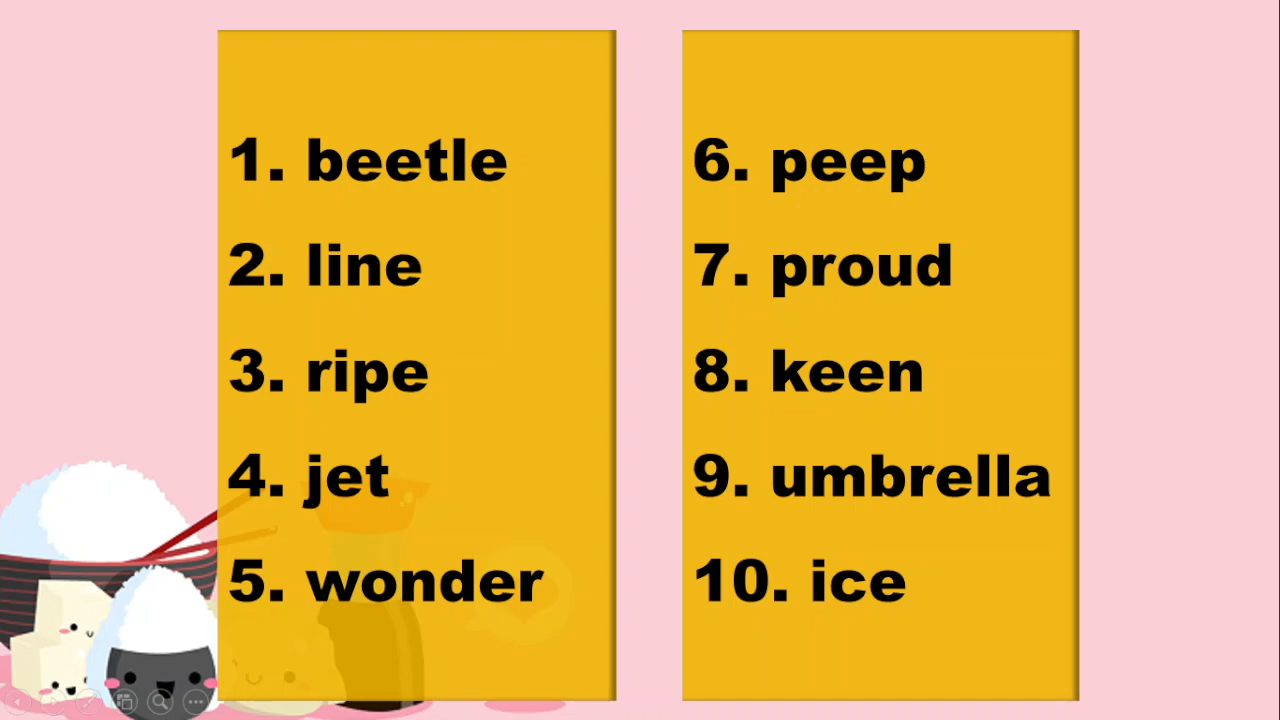 1. beetle
2. line
3. ripe
4. jet
5. wonder
6. peep
7. proud
8. keen
9. umbrella
10. ice